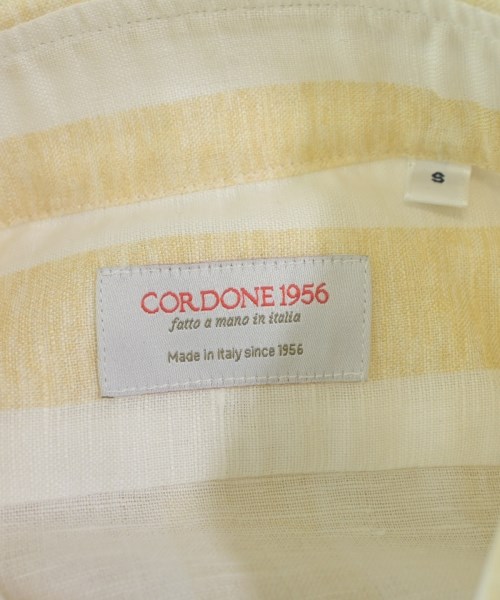 S
CORDONE 1956
fatto a mano in italia
Made in Italy since 1956